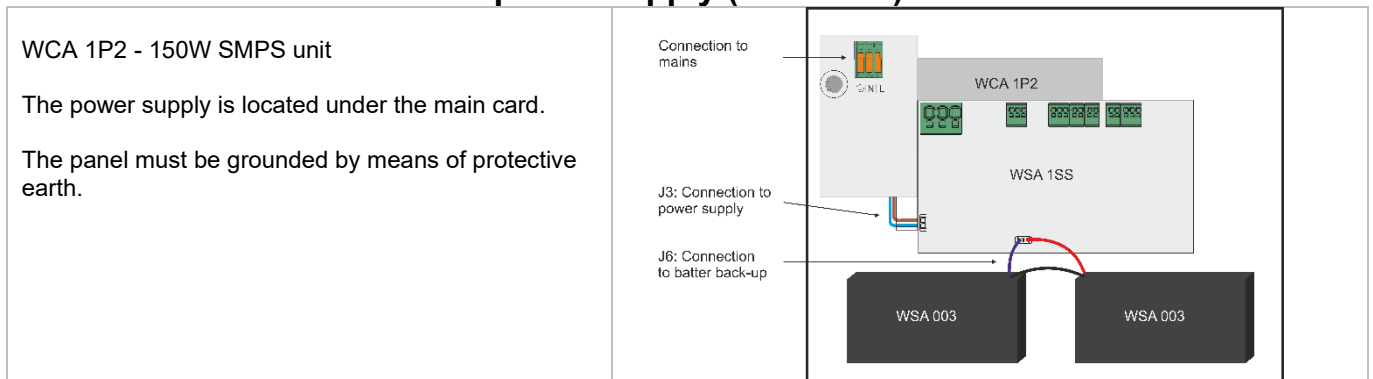 WCA 1P2 - 150W SMPS unit
The power supply is located under the main card.
The panel must be grounded by means of protective
earth.
Connection to
mains
N L
WCA 1P2
WSA 1SS
J3: Connection to
power supply
J6: Connection
to batter back-up
WSA 003
WSA 003